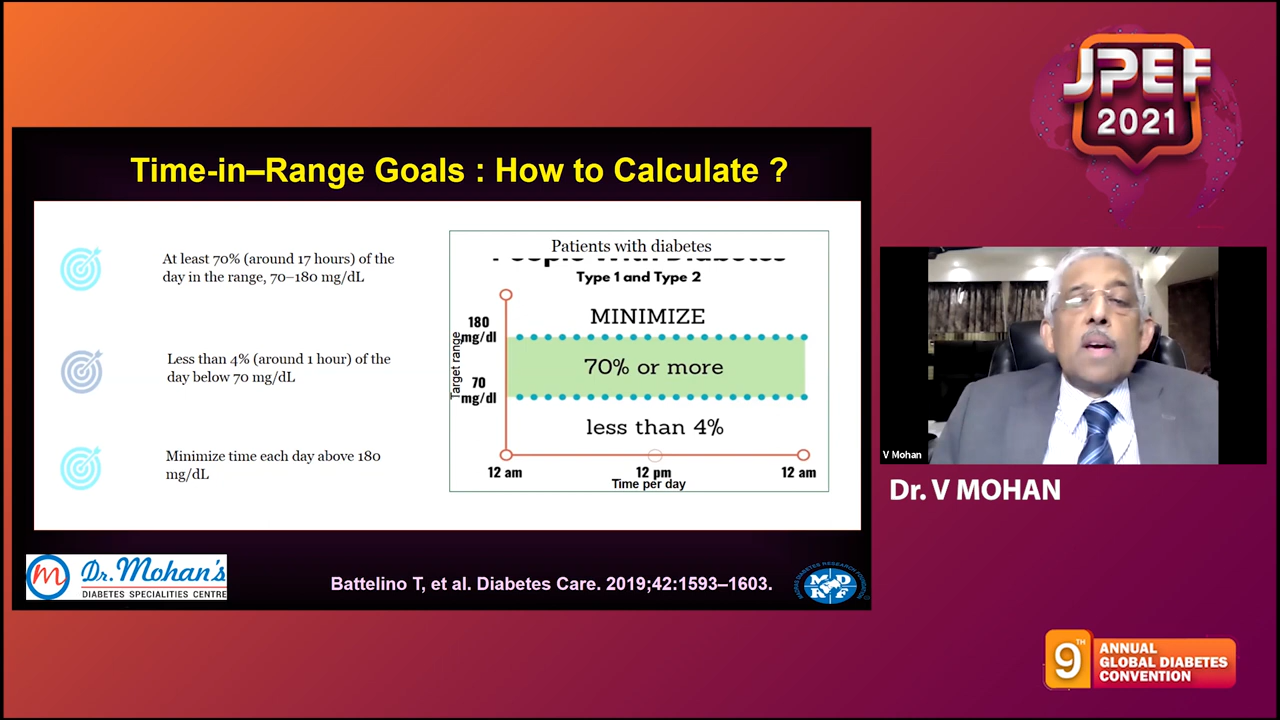 JPEF
2021
Time-in–Range Goals : How to Calculate ?
At least 70% (around 17 hours) of the
day in the range, 70–180 mg/dL
Less than 4% (around 1 hour) of the
day below 70 mg/dL
Minimize time each day above 180
mg/dL
Patients with diabetes
People With Diabetes
Type 1 and Type 2
180
mg/dl
MINIMIZE
Target range
70% or more
70
mg/dl
less than 4%
12 am
12 pm
12 am
Time per day
m Dr. Mohan's
DIABETES SPECIALITIES CENTRE
Battelino T, et al. Diabetes Care. 2019;42:1593–1603.
MDRF
V Mohan
Dr. V MOHAN
9TH
ANNUAL
GLOBAL DIABETES
CONVENTION